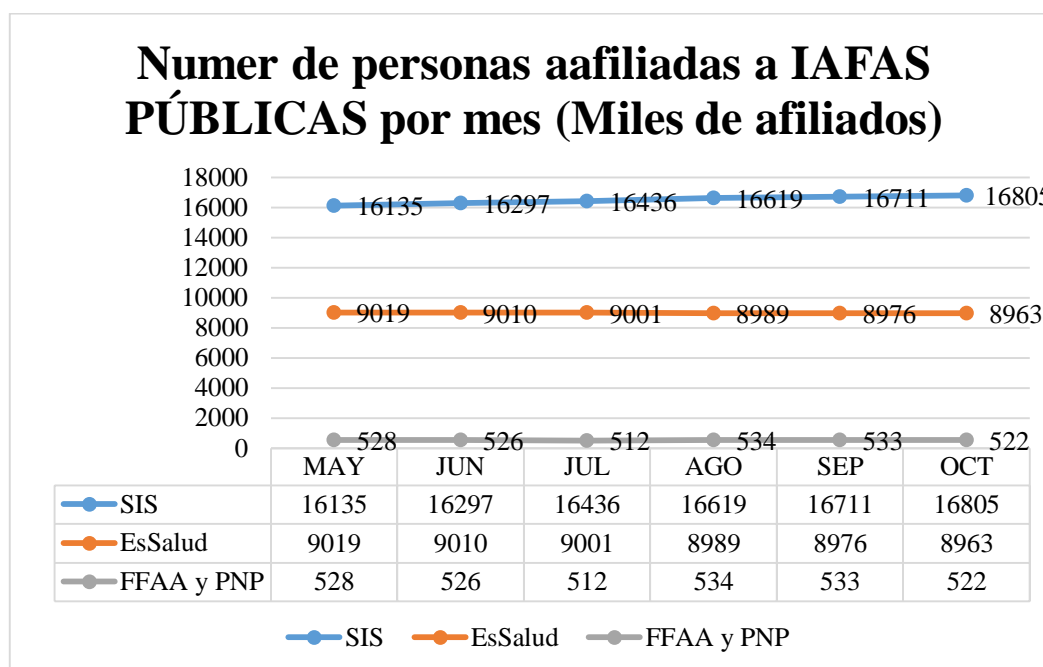 Numer de personas aafiliadas a IAFAS
PÚBLICAS por mes (Miles de afiliados)
18000
16000
14000
12000
10000
8000
6000
4000
2000
0
16135 16297 16436 16619 16711 16805
9019 9010 9001 8989 8976 8963
528 526 512 534 533 522
MAY JUN JUL AGO SEP OCT
SIS 16135 16297 16436 16619 16711 16805
EsSalud 9019 9010 9001 8989 8976 8963
FFAA y PNP 528 526 512 534 533 522
SIS EsSalud FFAA y PNP